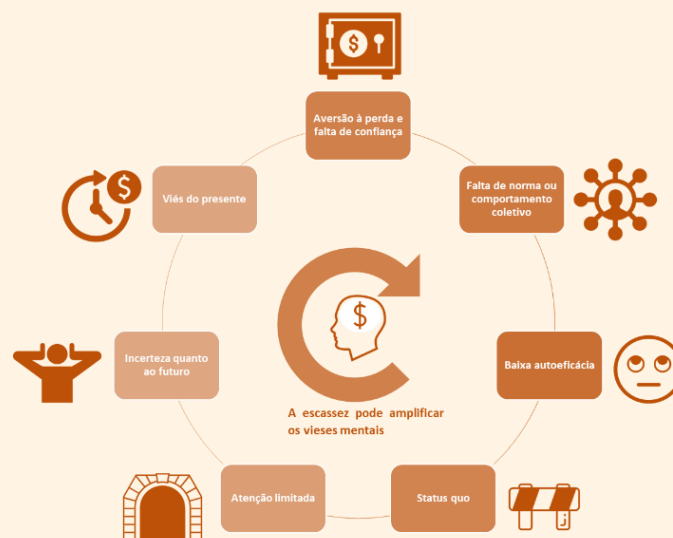 $
Aversão à perda e
falta de confiança
Falta de norma ou
comportamento
coletivo
Baixa autoeficácia
Status quo
j
Atenção limitada
Incerteza quanto
ao futuro
Viés do presente
$
$
A escassez pode amplificar
os vieses mentais